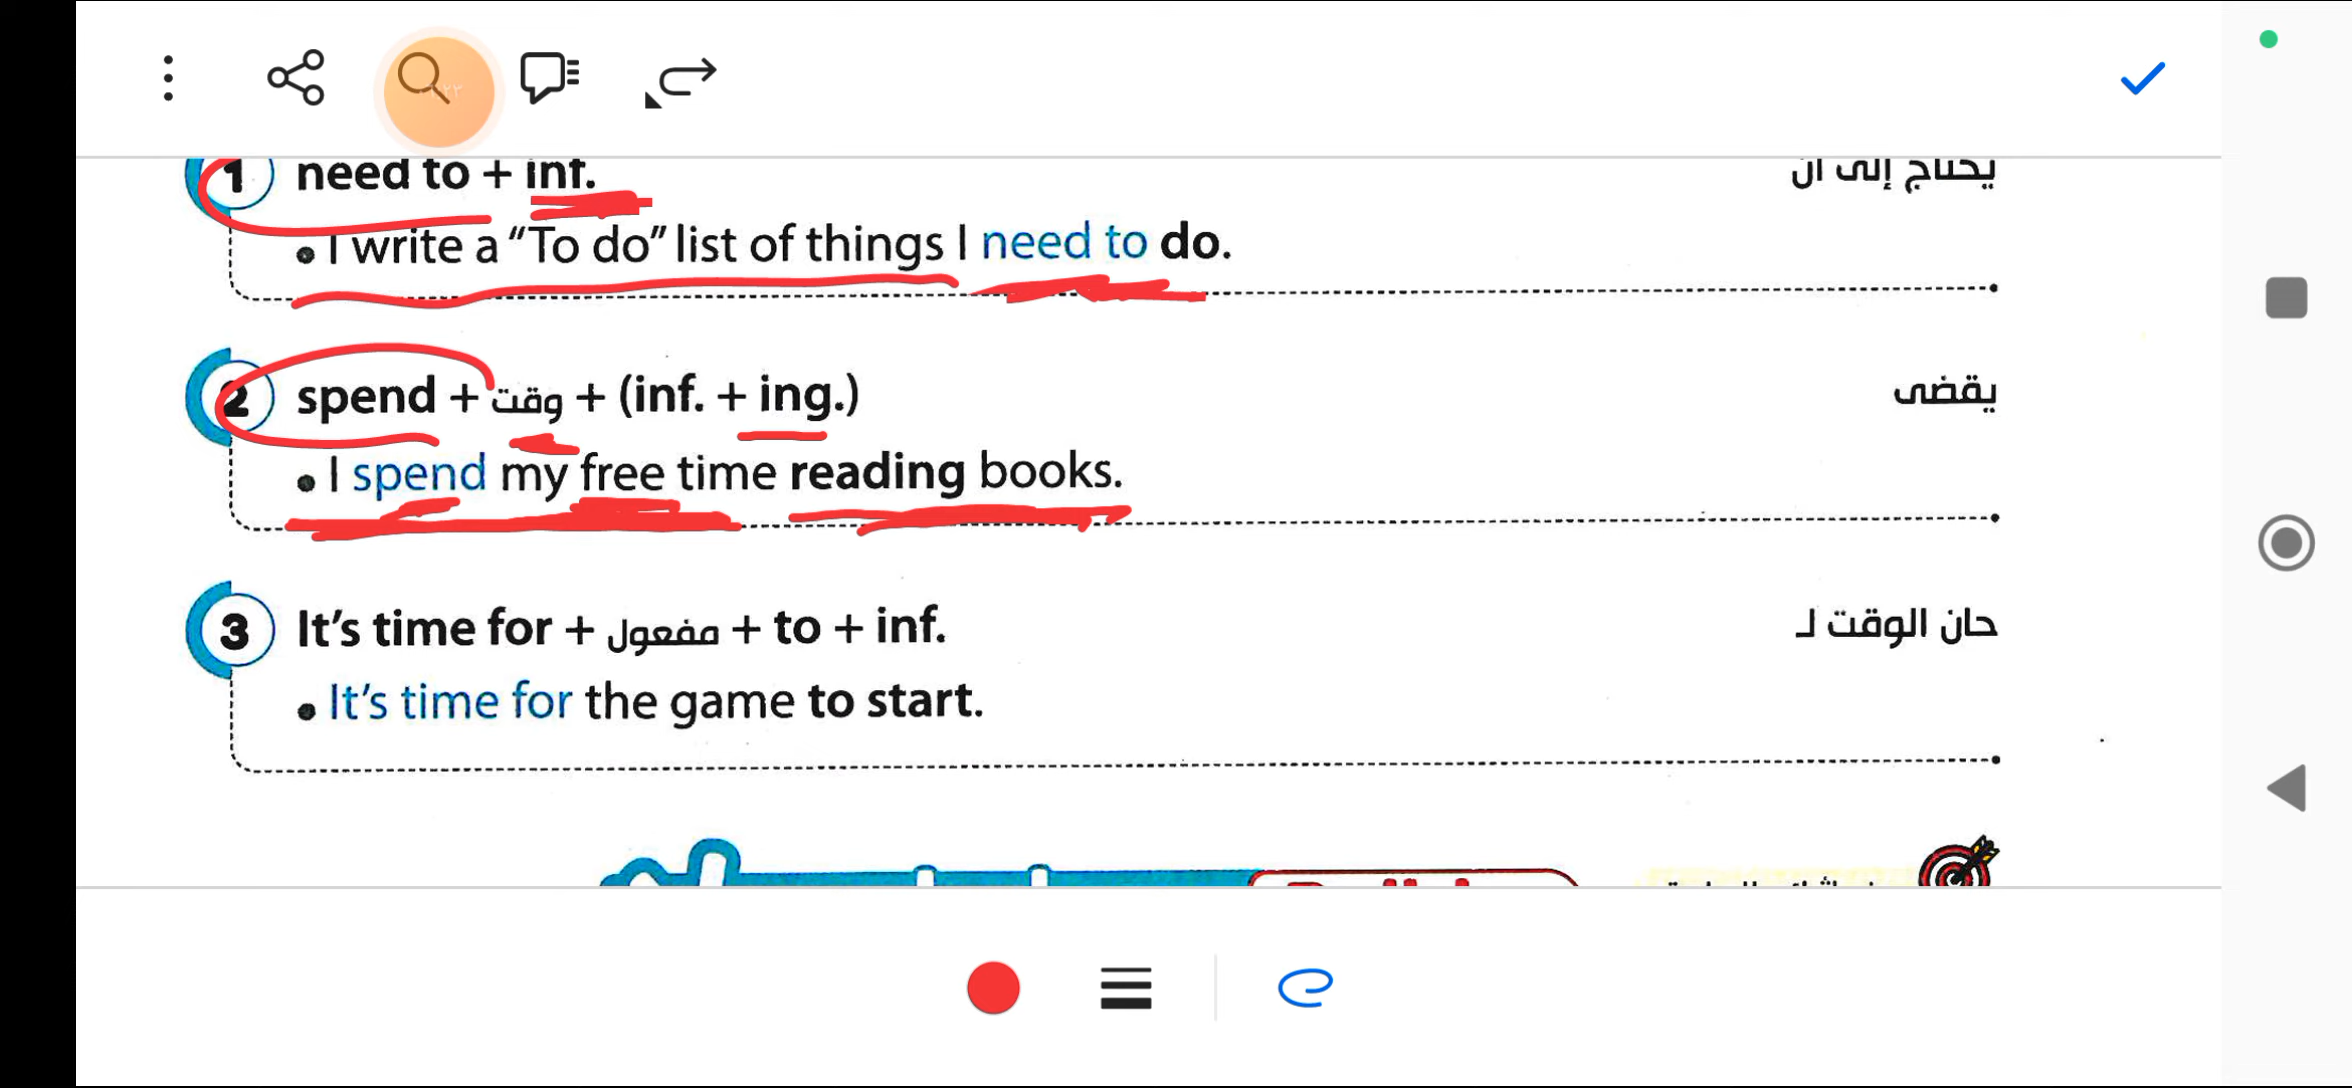 1 need to + inf. يحتاج إلى أن
• I write a “To do” list of things I need to do.
2 spend + وقت + (inf. + ing.) يقضى
• I spend my free time reading books.
3 It’s time for + مفعول + to + inf. حان الوقت لـ
• It’s time for the game to start.